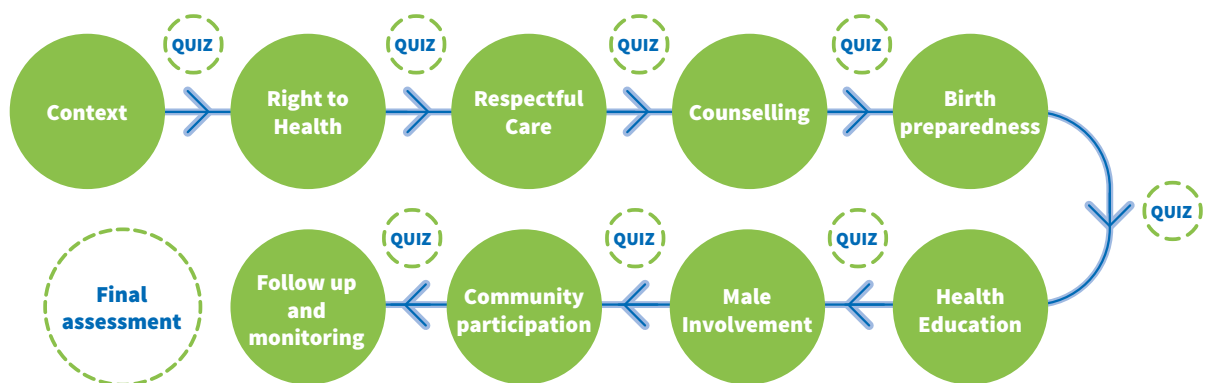 QUIZ
QUIZ
QUIZ
QUIZ
Context
Right to
Health
Respectful
Care
Counselling
Birth
preparedness
QUIZ
QUIZ
QUIZ
QUIZ
Health
Education
Male
Involvement
Community
participation
Follow up
and
monitoring
Final
assessment